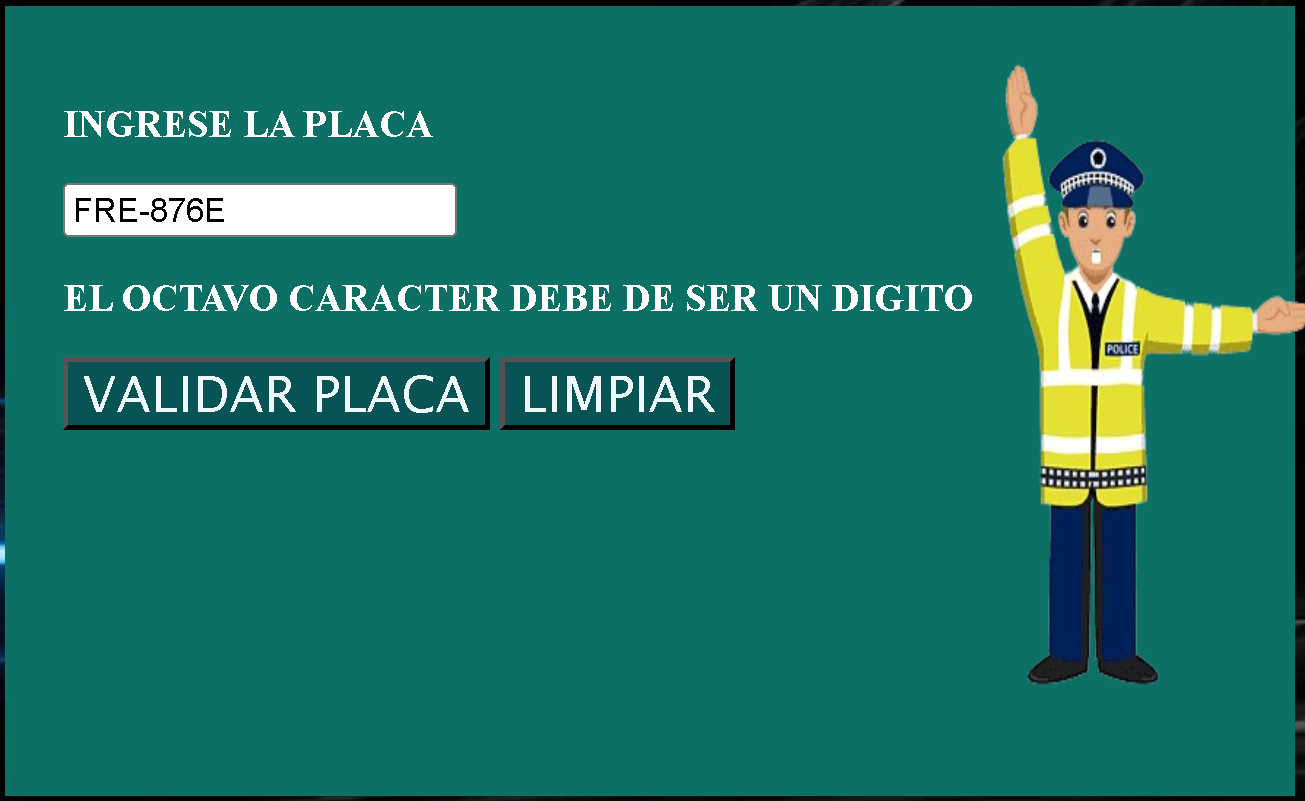 INGRESE LA PLACA
FRE-876E
EL OCTAVO CARACTER DEBE DE SER UN DIGITO
VALIDAR PLACA LIMPIAR
POLICE